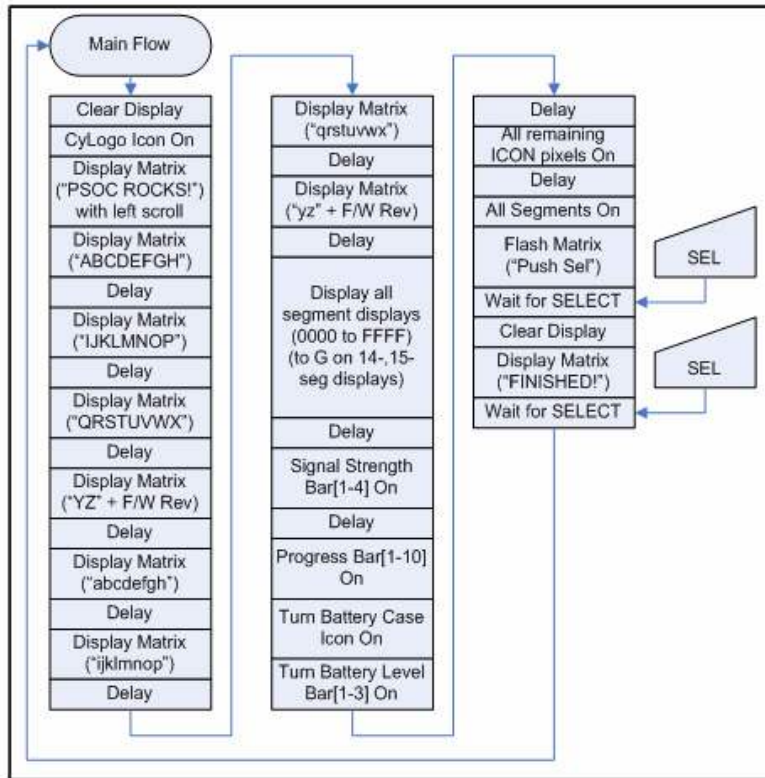 Main Flow
Clear Display
CyLogo Icon On
Display Matrix
(“PSOC ROCKS!”)
with left scroll
Display Matrix
(“ABCDEFGH”)
Delay
Display Matrix
(“IJKLMNOP”)
Delay
Display Matrix
(“QRSTUVWX”)
Delay
Display Matrix
(“YZ” + F/W Rev)
Delay
Display Matrix
(“abcdefgh”)
Delay
Display Matrix
(“ijklmnop”)
Delay
Display Matrix
(“qrstuvwx”)
Delay
Display Matrix
(“yz” + F/W Rev)
Delay
Display all
segment displays
(0000 to FFFF)
(to G on 14-,15-
seg displays)
Delay
Signal Strength
Bar[1-4] On
Delay
Progress Bar[1-10]
On
Turn Battery Case
Icon On
Turn Battery Level
Bar[1-3] On
Delay
All remaining
ICON pixels On
Delay
All Segments On
Flash Matrix
(“Push Sel”)
Wait for SELECT
Clear Display
Display Matrix
(“FINISHED!”)
Wait for SELECT
SEL
SEL